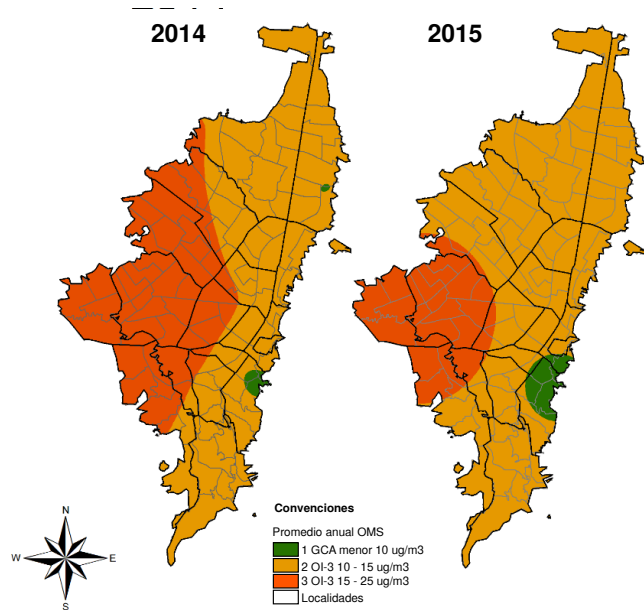 2014
2015
N
W
E
S
Convenciones
Promedio anual OMS
1 GCA menor 10 ug/m3
2 OI-3 10 - 15 ug/m3
3 OI-3 15 - 25 ug/m3
Localidades